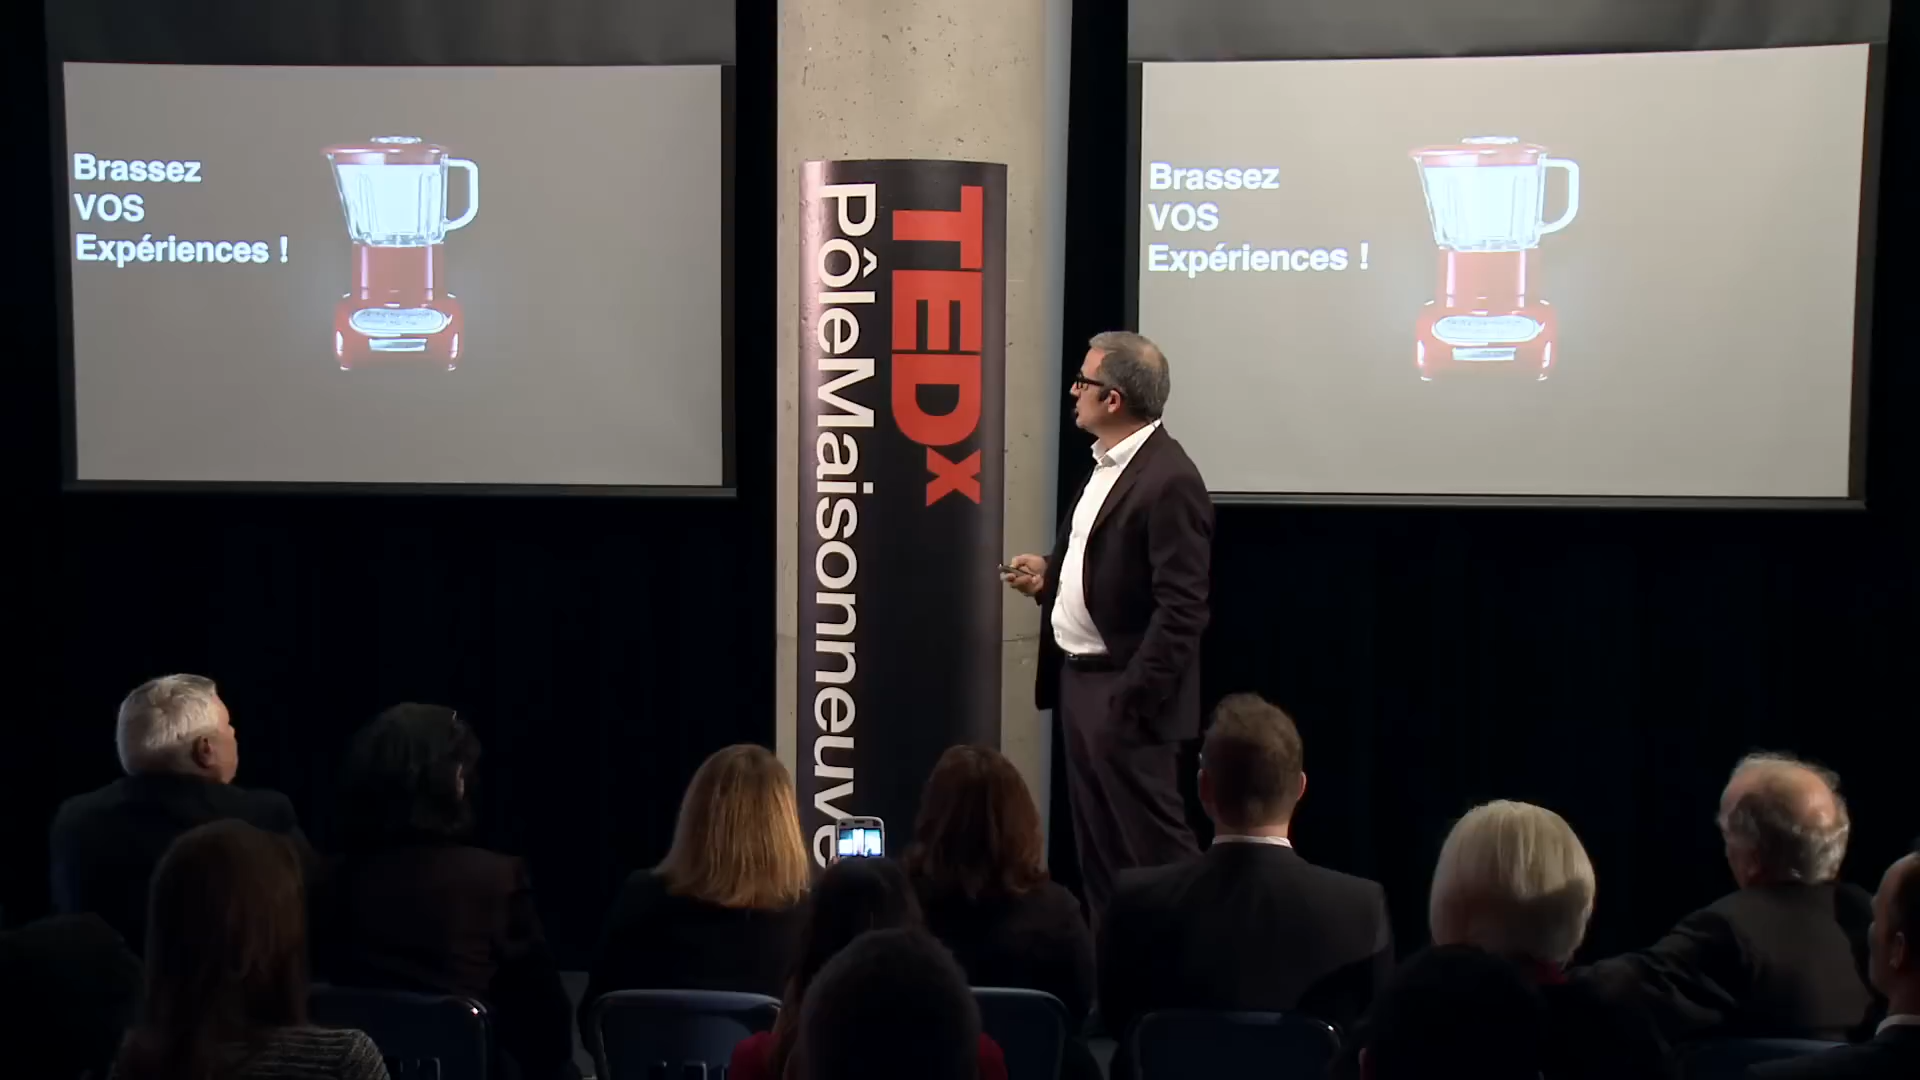 Brassez
VOS
Expériences !
TEDx
PôleMaisonneuve
Brassez
VOS
Expériences !